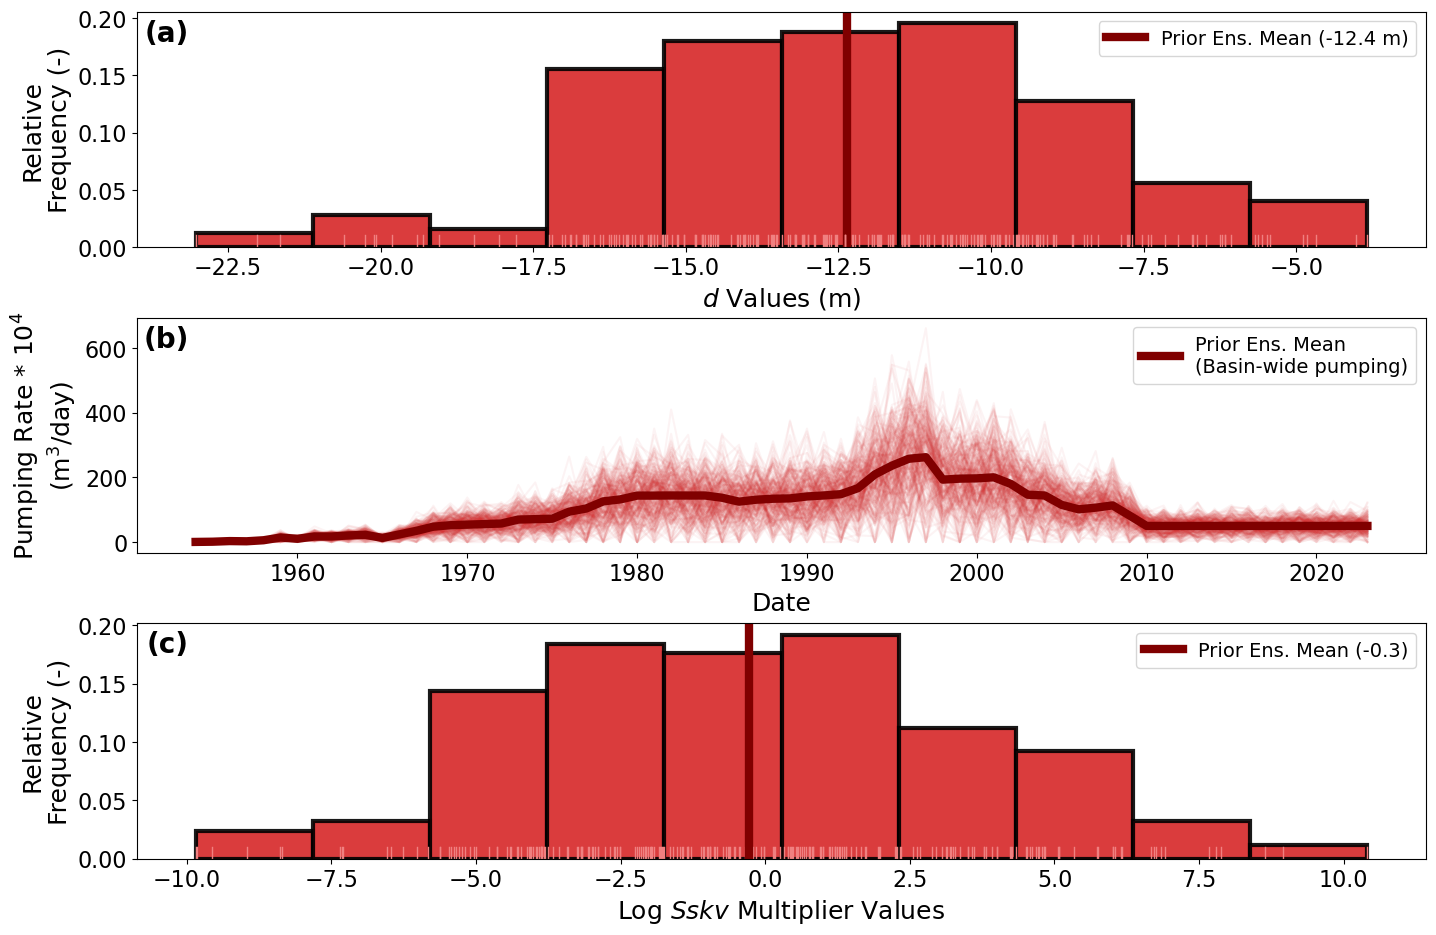 (a)
Prior Ens. Mean (-12.4 m)
Relative
Frequency (-)
0.20
0.15
0.10
0.05
0.00
−22.5 −20.0 −17.5 −15.0 −12.5 −10.0 −7.5 −5.0
d Values (m)
(b)
Prior Ens. Mean
(Basin-wide pumping)
Pumping Rate * 10⁴
(m³/day)
600
400
200
0
1960 1970 1980 1990 2000 2010 2020
Date
(c)
Prior Ens. Mean (-0.3)
Relative
Frequency (-)
0.20
0.15
0.10
0.05
0.00
−10.0 −7.5 −5.0 −2.5 0.0 2.5 5.0 7.5 10.0
Log Sskv Multiplier Values